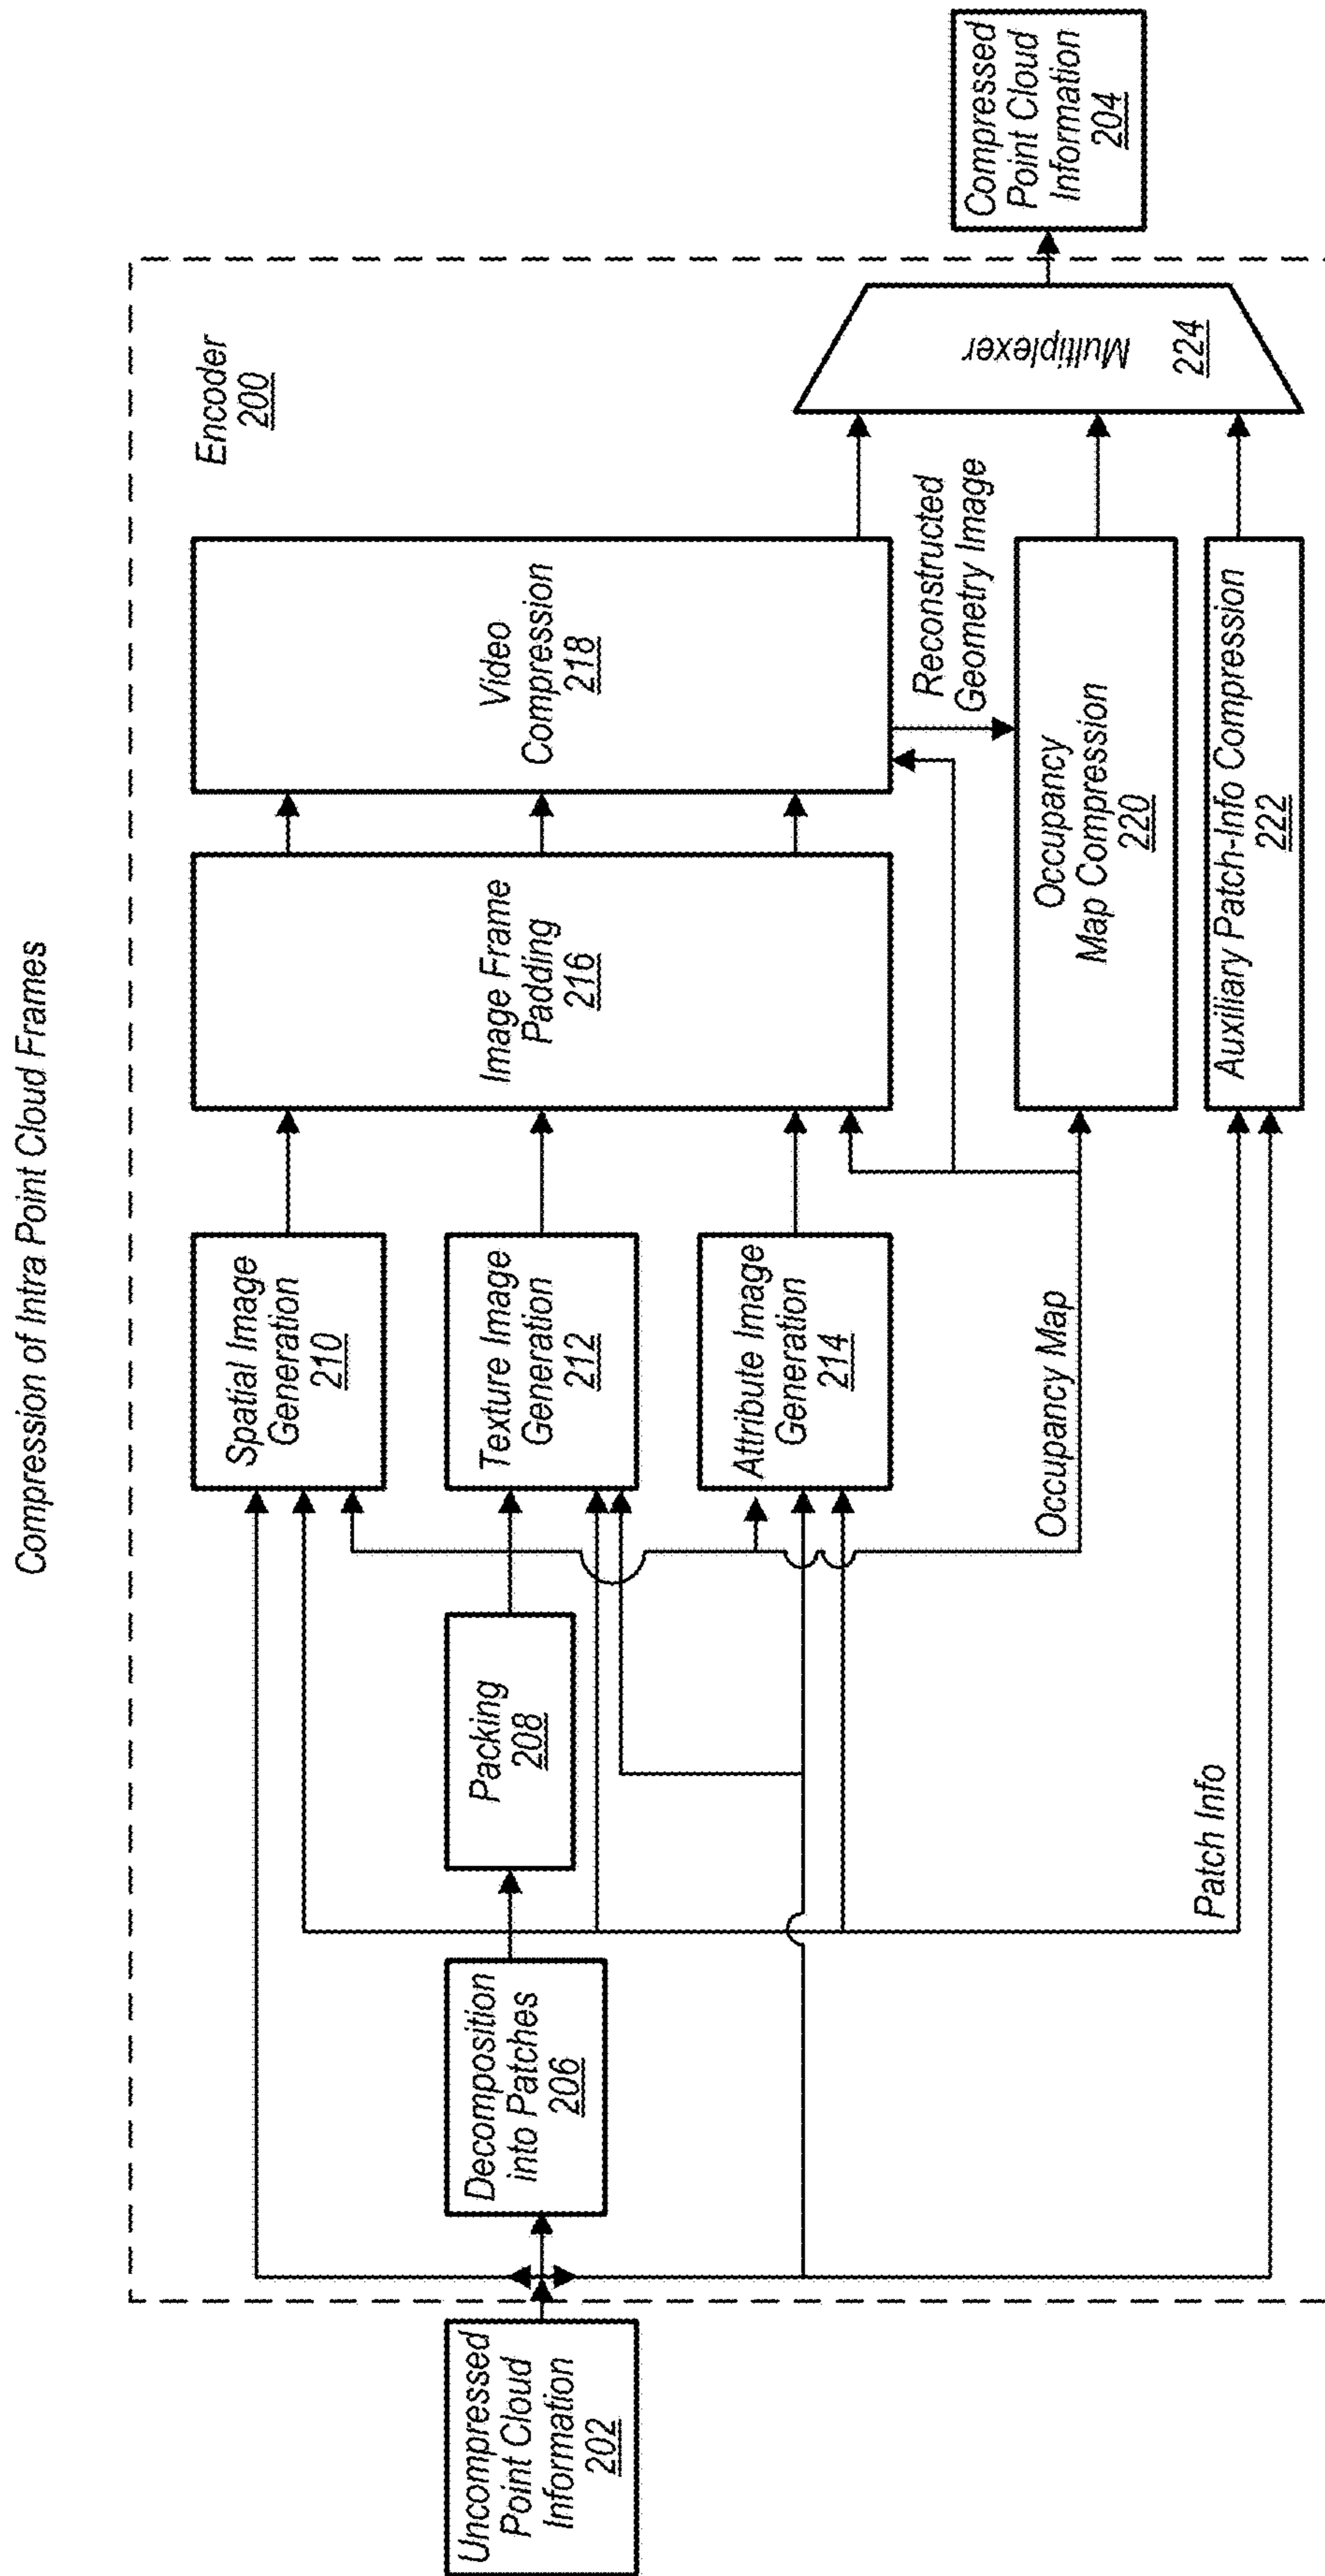 Compression of Intra Point Cloud Frames
Encoder
200
Uncompressed
Point Cloud
Information
202
Decomposition
into Patches
206
Packing
208
Spatial Image
Generation
210
Texture Image
Generation
212
Attribute Image
Generation
214
Image Frame
Padding
216
Video
Compression
218
Reconstructed
Geometry Image
Occupancy Map
Occupancy
Map Compression
220
Patch Info
Auxiliary Patch-Info Compression
222
Multiplexer
224
Compressed
Point Cloud
Information
204